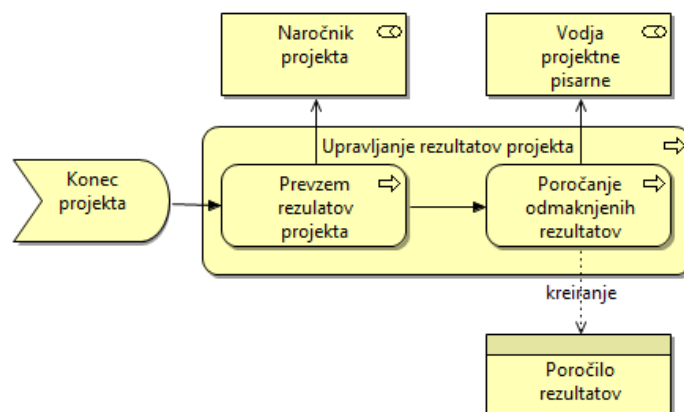 Naročnik
projekta
Vodja
projektne
pisarne
Upravljanje rezultatov projekta
Konec
projekta
Prevzem
rezulatov
projekta
Poročanje
odmaknjenih
rezultatov
kreiranje
Poročilo
rezultatov